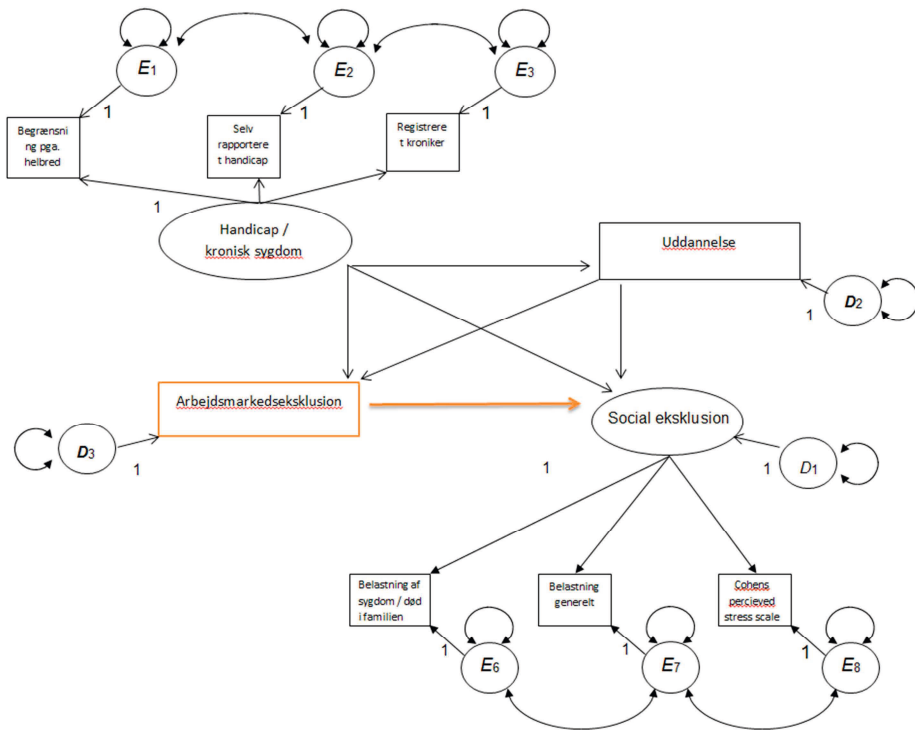 E1
E2
E3
1
1
1
Begrænsni
ng pga.
helbred
Selv
rapportere
t handicap
Registrere
t kroniker
1
Handicap /
kronisk sygdom
Uddannelse
D2
1
Arbejdsmarkedseksklusion
Social eksklusion
D3
1
1
1
D1
Belastning af
sygdom / død
i familien
Belastning
generelt
Cohens
percieved
stress scale
1
1
1
E6
E7
E8